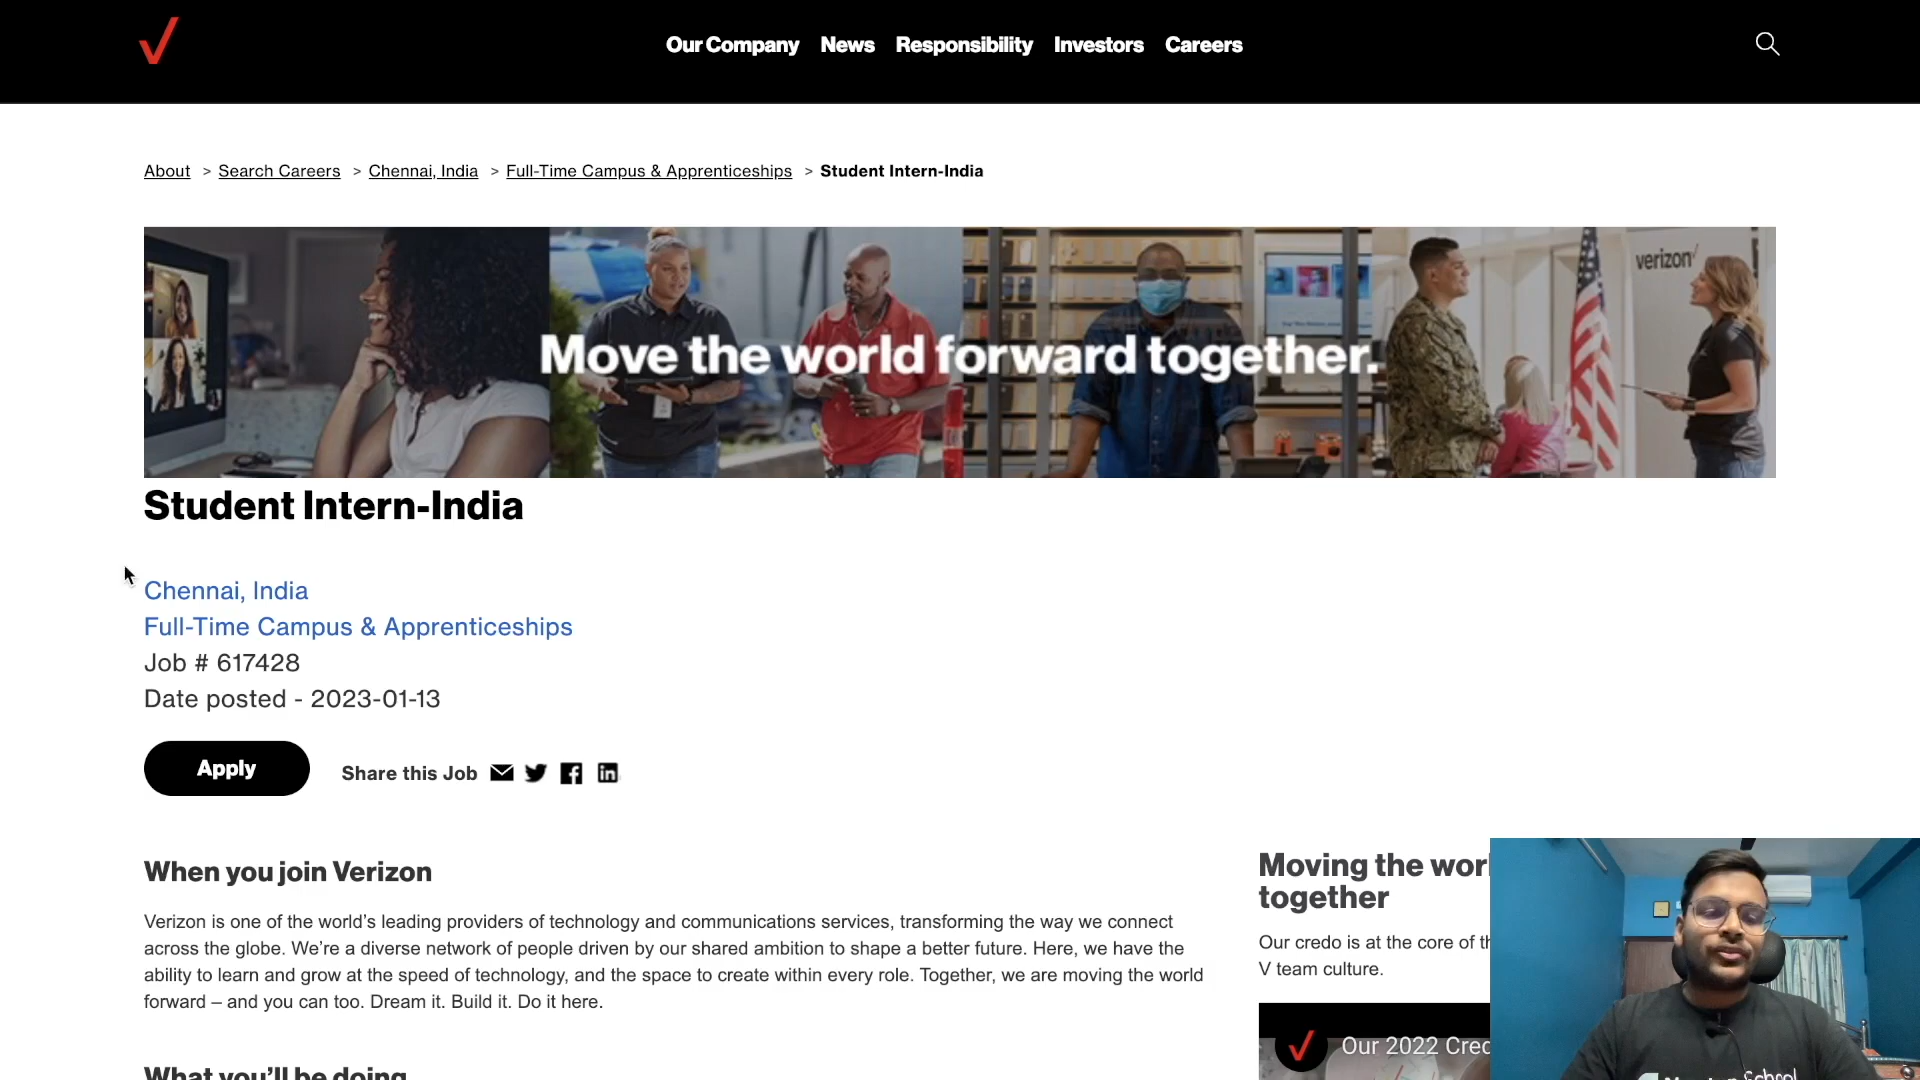 Our Company News Responsibility Investors Careers
About > Search Careers > Chennai, India > Full-Time Campus & Apprenticeships > Student Intern-India
verizon
Move the world forward together.
Student Intern-India
Chennai, India
Full-Time Campus & Apprenticeships
Job # 617428
Date posted - 2023-01-13
Apply
Share this Job
When you join Verizon
Verizon is one of the world’s leading providers of technology and communications services, transforming the way we connect
across the globe. We’re a diverse network of people driven by our shared ambition to shape a better future. Here, we have the
ability to learn and grow at the speed of technology, and the space to create within every role. Together, we are moving the world
forward – and you can too. Dream it. Build it. Do it here.
What you’ll be doing
Moving the wor
together
Our credo is at the core of
V team culture.
Our 2022 Cred
School